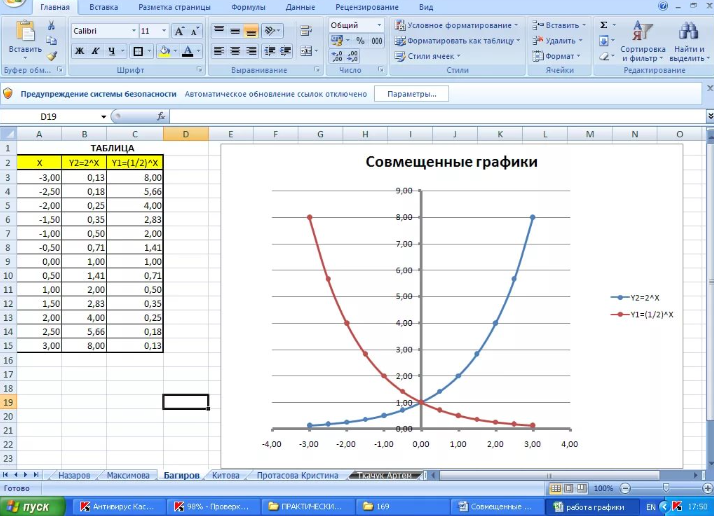 Главная Вставка Разметка страницы Формулы Данные Рецензирование Вид
Вставить
Буфер обм...
Calibri 11
Ж К Ч
Шрифт
Выравнивание
Общий
% 000
Число
Условное форматирование
Форматировать как таблицу
Стили ячеек
Стили
Вставить
Удалить
Формат
Ячейки
Σ
Сортировка и фильтр
Найти и выделить
Редактирование
Предупреждение системы безопасности Автоматическое обновление ссылок отключено Параметры...
D19 fx
A B C D E F G H I J K L M N O
1 ТАБЛИЦА
2 X Y2=2^X Y1=(1/2)^X
3 -3,00 0,13 8,00
4 -2,50 0,18 5,66
5 -2,00 0,25 4,00
6 -1,50 0,35 2,83
7 -1,00 0,50 2,00
8 -0,50 0,71 1,41
9 0,00 1,00 1,00
10 0,50 1,41 0,71
11 1,00 2,00 0,50
12 1,50 2,83 0,35
13 2,00 4,00 0,25
14 2,50 5,66 0,18
15 3,00 8,00 0,13
16
17
18
19
20
21
22
23
Совмещенные графики
9,00
8,00
7,00
6,00
5,00
4,00
3,00
2,00
1,00
0,00
-4,00 -3,00 -2,00 -1,00 0,00 1,00 2,00 3,00 4,00
Y2=2^X
Y1=(1/2)^X
Назаров Максимова Багиров Китова Протасова Кристина Ткачук Артем
Готово 100%
пуск Антивирус Кас... 98% - Проверк... ПРАКТИЧЕСКИ... 169 Совмещенные ... работа графики EN 17:50